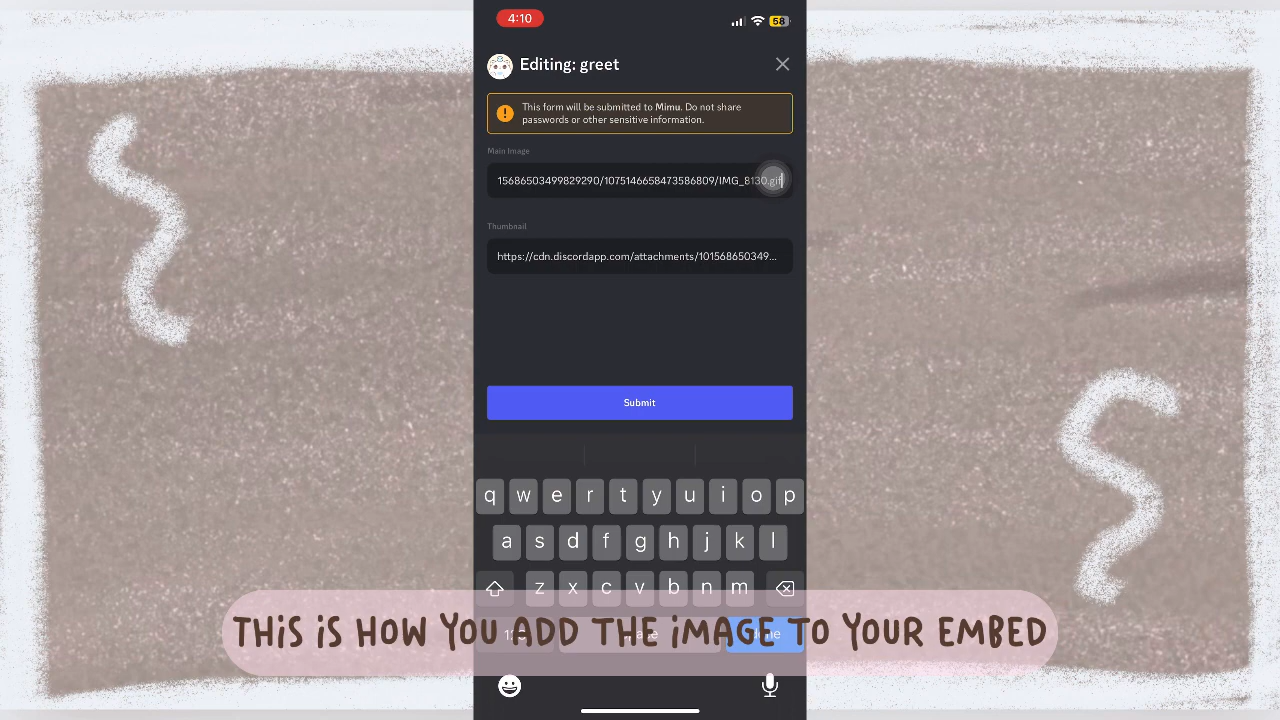 4:10
58
Editing: greet
This form will be submitted to Mimu. Do not share
passwords or other sensitive information.
Main Image
15686503499829290/1075146658473586809/IMG_8130.gif
Thumbnail
https://cdn.discordapp.com/attachments/101568650349...
Submit
q w e r t y u i o p
a s d f g h j k l
z x c v b n m
THIS IS HOW YOU ADD THE IMAGE TO YOUR EMBED